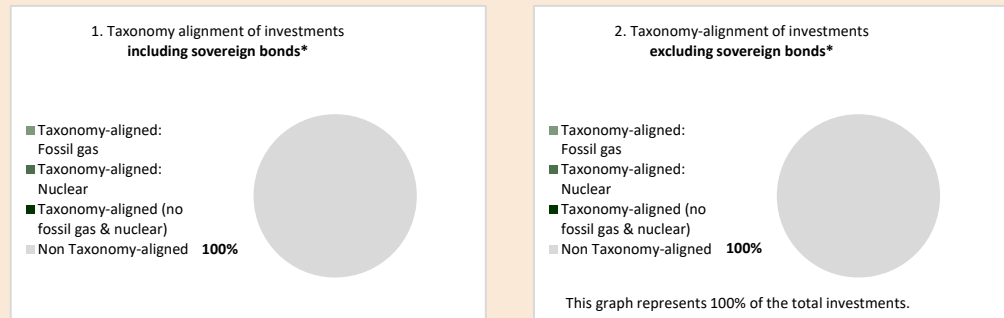 1. Taxonomy alignment of investments
including sovereign bonds*
Taxonomy-aligned:
Fossil gas
Taxonomy-aligned:
Nuclear
Taxonomy-aligned (no
fossil gas & nuclear)
Non Taxonomy-aligned 100%
2. Taxonomy-alignment of investments
excluding sovereign bonds*
Taxonomy-aligned:
Fossil gas
Taxonomy-aligned:
Nuclear
Taxonomy-aligned (no
fossil gas & nuclear)
Non Taxonomy-aligned 100%
This graph represents 100% of the total investments.